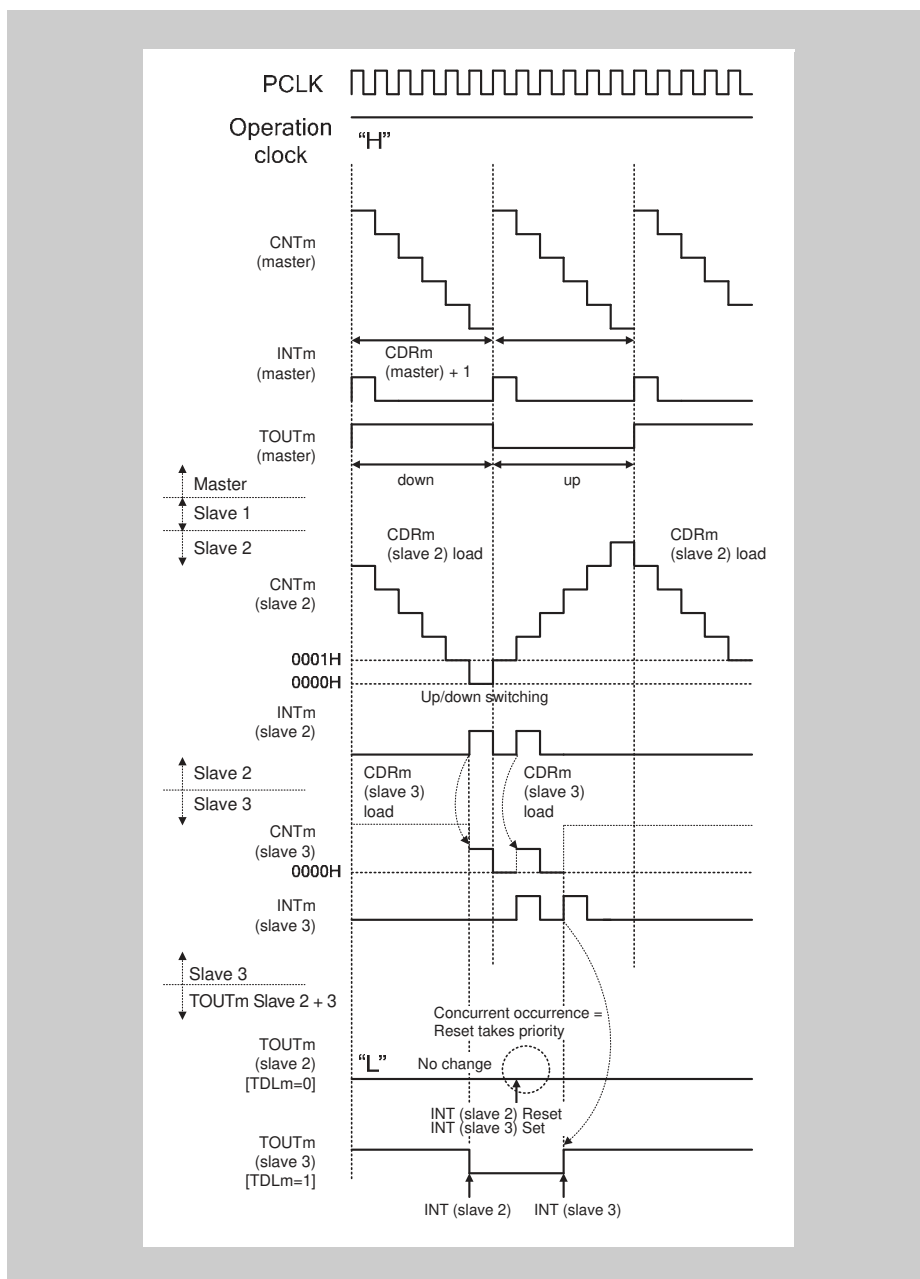 PCLK
Operation
clock
“H”
CNTm
(master)
INTm
(master)
CDRm
(master) + 1
TOUTm
(master)
down
up
Master
Slave 1
Slave 2
CDRm
(slave 2) load
CDRm
(slave 2) load
CNTm
(slave 2)
0001H
0000H
Up/down switching
INTm
(slave 2)
Slave 2
Slave 3
CDRm
(slave 3)
load
CDRm
(slave 3)
load
CNTm
(slave 3)
0000H
INTm
(slave 3)
Slave 3
TOUTm Slave 2 + 3
Concurrent occurrence =
Reset takes priority
TOUTm
(slave 2)
[TDLm=0]
“L”
No change
INT (slave 2) Reset
INT (slave 3) Set
TOUTm
(slave 3)
[TDLm=1]
INT (slave 2)
INT (slave 3)